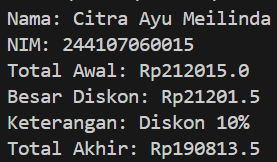 Nama: Citra Ayu Meilinda
NIM: 244107060015
Total Awal: Rp212015.0
Besar Diskon: Rp21201.5
Keterangan: Diskon 10%
Total Akhir: Rp190813.5